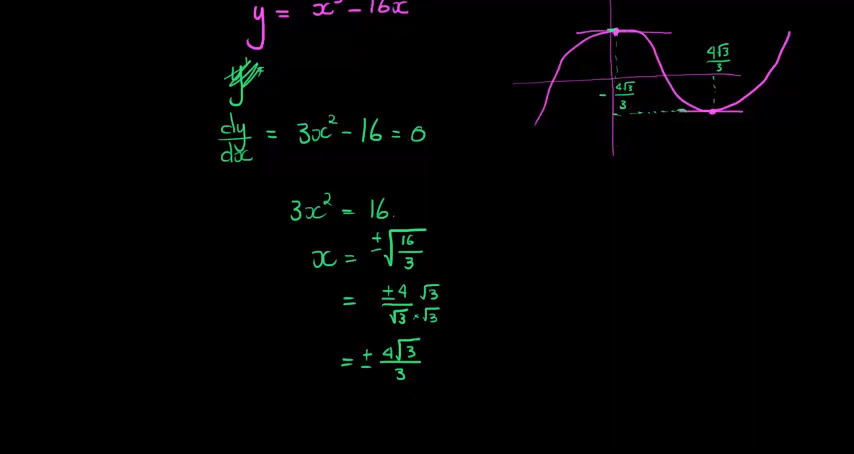 y = x³ - 16x
dy/dx = 3x² - 16 = 0
3x² = 16.
x = ±√(16/3)
= ±4/√3 × √3/√3
= ± 4√3/3
4√3/3
- 4√3/3